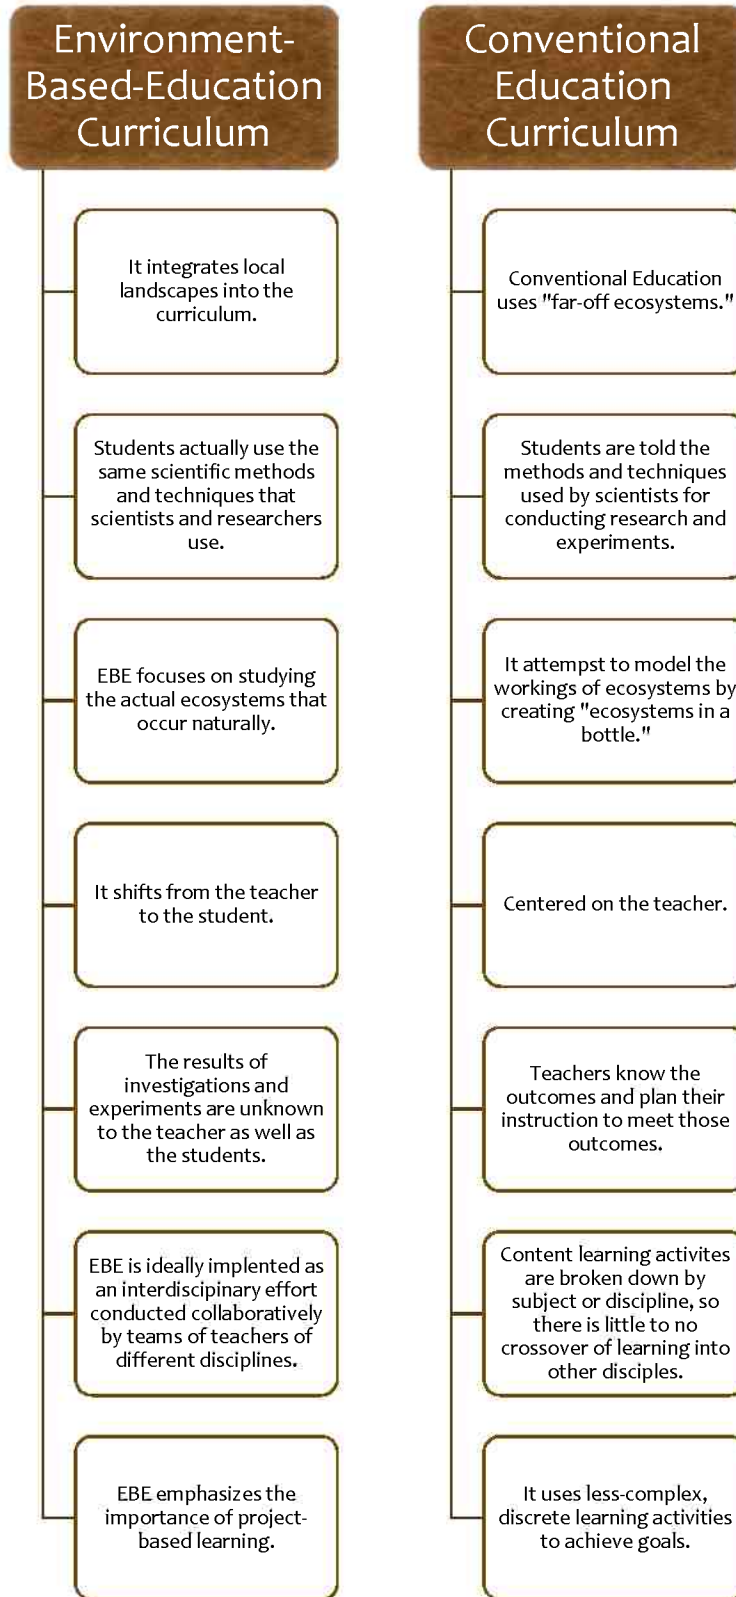 Environment-
Based-Education
Curriculum
It integrates local
landscapes into the
curriculum.
Students actually use the
same scientific methods
and techniques that
scientists and researchers
use.
EBE focuses on studying
the actual ecosystems that
occur naturally.
It shifts from the teacher
to the student.
The results of
investigations and
experiments are unknown
to the teacher as well as
the students.
EBE is ideally implented as
an interdiscipinary effort
conducted collaboratively
by teams of teachers of
different disciplines.
EBE emphasizes the
importance of project-
based learning.
Conventional
Education
Curriculum
Conventional Education
uses "far-off ecosystems."
Students are told the
methods and techniques
used by scientists for
conducting research and
experiments.
It attempst to model the
workings of ecosystems by
creating "ecosystems in a
bottle."
Centered on the teacher.
Teachers know the
outcomes and plan their
instruction to meet those
outcomes.
Content learning activites
are broken down by
subject or discipline, so
there is little to no
crossover of learning into
other disciples.
It uses less-complex,
discrete learning activities
to achieve goals.